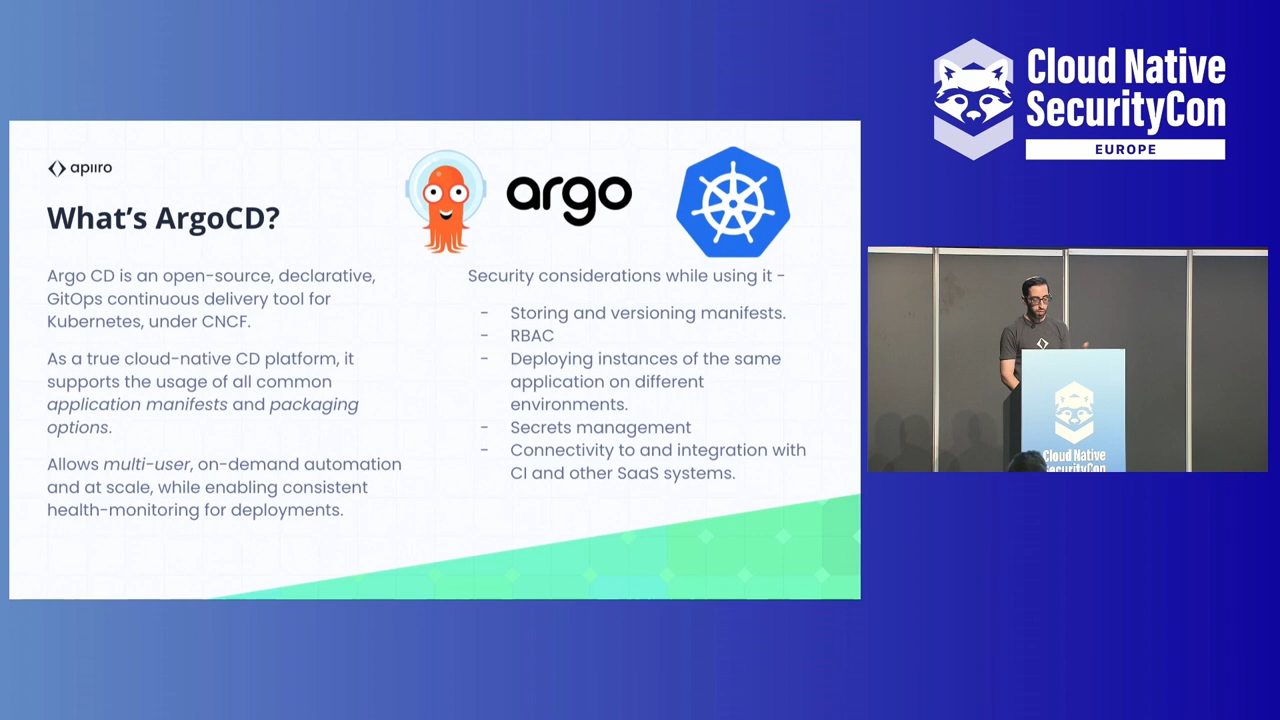 Cloud Native
SecurityCon
EUROPE
apiiro
argo
What's ArgoCD?
Argo CD is an open-source, declarative,
GitOps continuous delivery tool for
Kubernetes, under CNCF.
As a true cloud-native CD platform, it
supports the usage of all common
application manifests and packaging
options.
Allows multi-user, on-demand automation
and at scale, while enabling consistent
health-monitoring for deployments.
Security considerations while using it -
- Storing and versioning manifests.
- RBAC
- Deploying instances of the same
application on different
environments.
- Secrets management
- Connectivity to and integration with
CI and other SaaS systems.
Cloud Native
SecurityCon